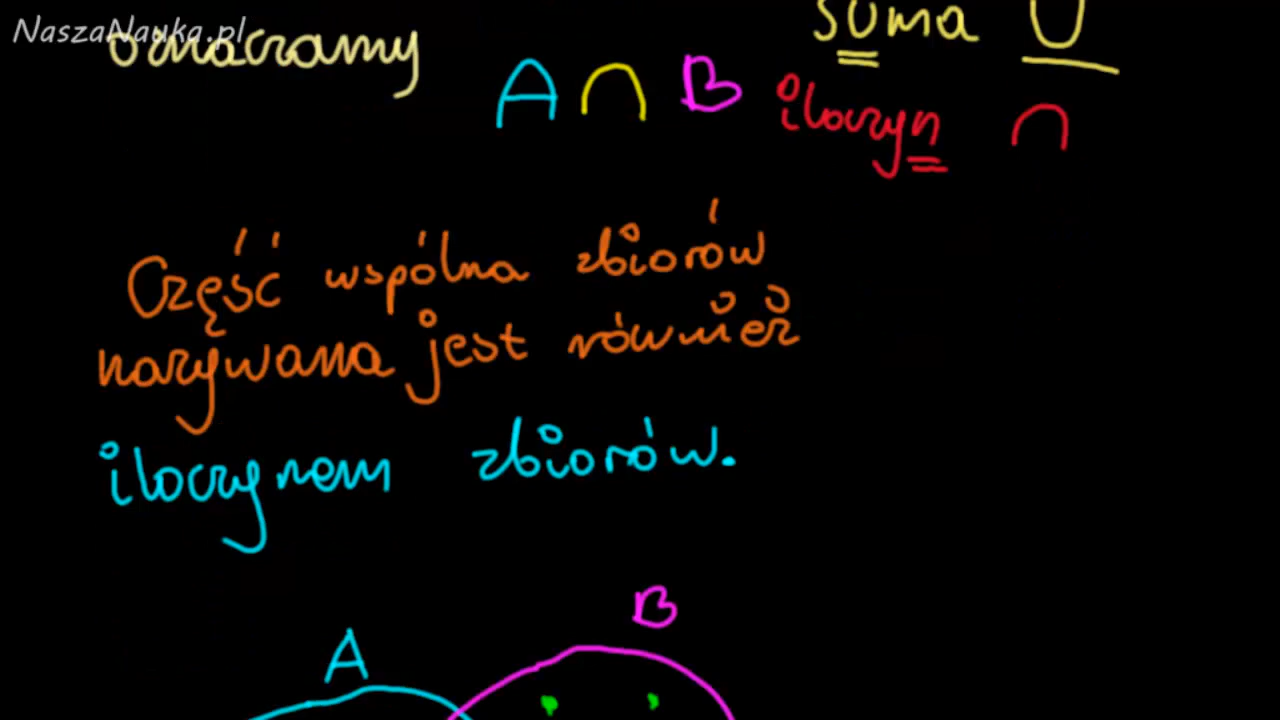 NaszaNauka.pl
suma ∪
oznaczamy
A ∩ B iloczyn ∩
Część wspólna zbiorów
nazywana jest również
iloczynem zbiorów.
B
A